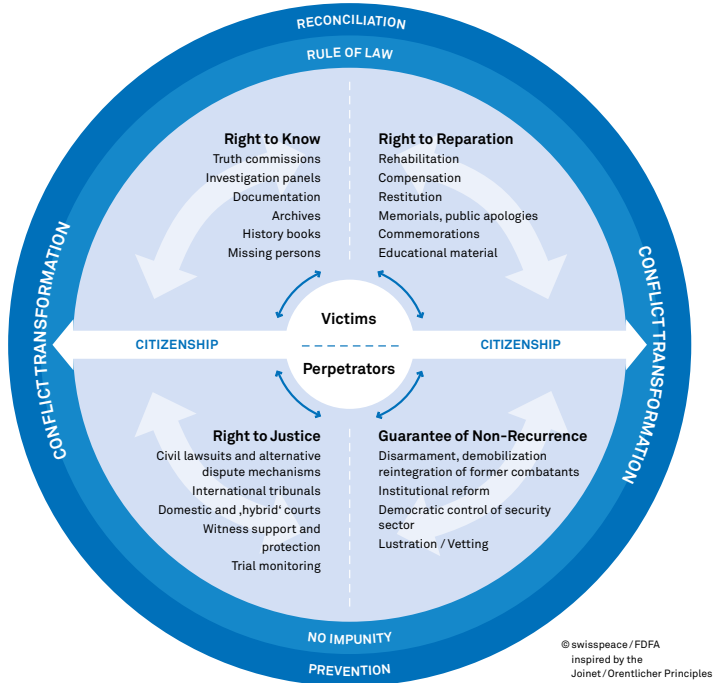 RECONCILIATION
RULE OF LAW
CONFLICT TRANSFORMATION
CONFLICT TRANSFORMATION
Right to Know
Truth commissions
Investigation panels
Documentation
Archives
History books
Missing persons
Right to Reparation
Rehabilitation
Compensation
Restitution
Memorials, public apologies
Commemorations
Educational material
Victims
CITIZENSHIP
CITIZENSHIP
Perpetrators
Right to Justice
Civil lawsuits and alternative
dispute mechanisms
International tribunals
Domestic and ‚hybrid‘ courts
Witness support and
protection
Trial monitoring
Guarantee of Non-Recurrence
Disarmament, demobilization
reintegration of former combatants
Institutional reform
Democratic control of security
sector
Lustration / Vetting
NO IMPUNITY
PREVENTION
© swisspeace / FDFA
inspired by the
Joinet / Orentlicher Principles